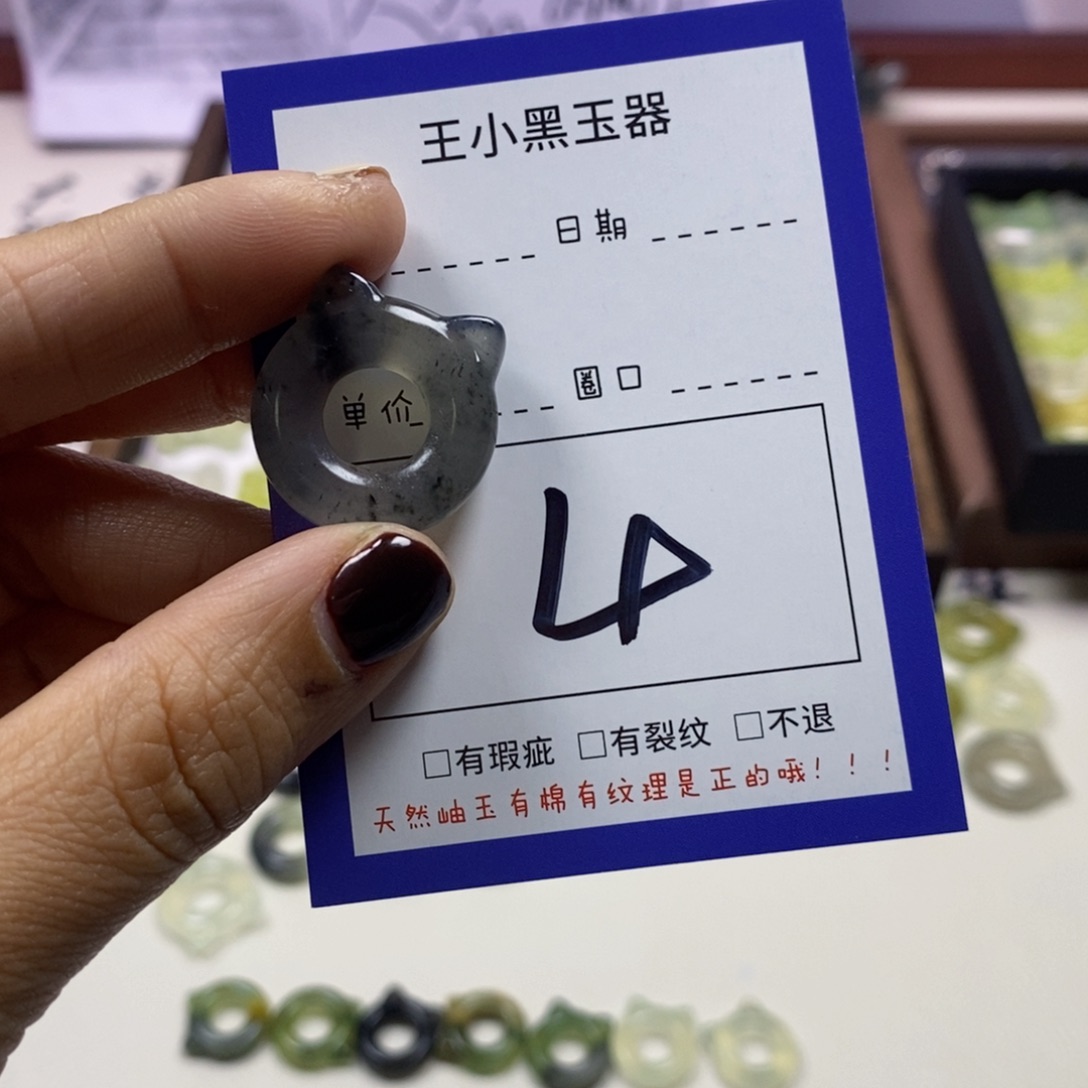 王小黑玉器
日期
圈口
单价
4
□有瑕疵 □有裂纹 □不退
天然岫玉有棉有纹理是正的哦！！！